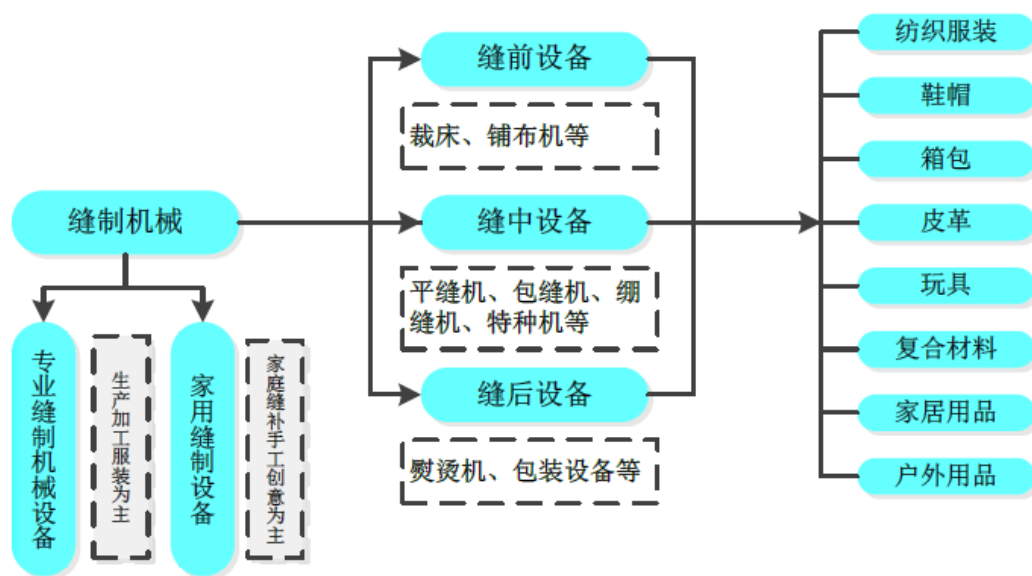 缝制机械
专业缝制机械设备
生产加工服装为主
家用缝制设备
家庭缝补手工创意为主
缝前设备
裁床、铺布机等
缝中设备
平缝机、包缝机、绷
缝机、特种机等
缝后设备
熨烫机、包装设备等
纺织服装
鞋帽
箱包
皮革
玩具
复合材料
家居用品
户外用品